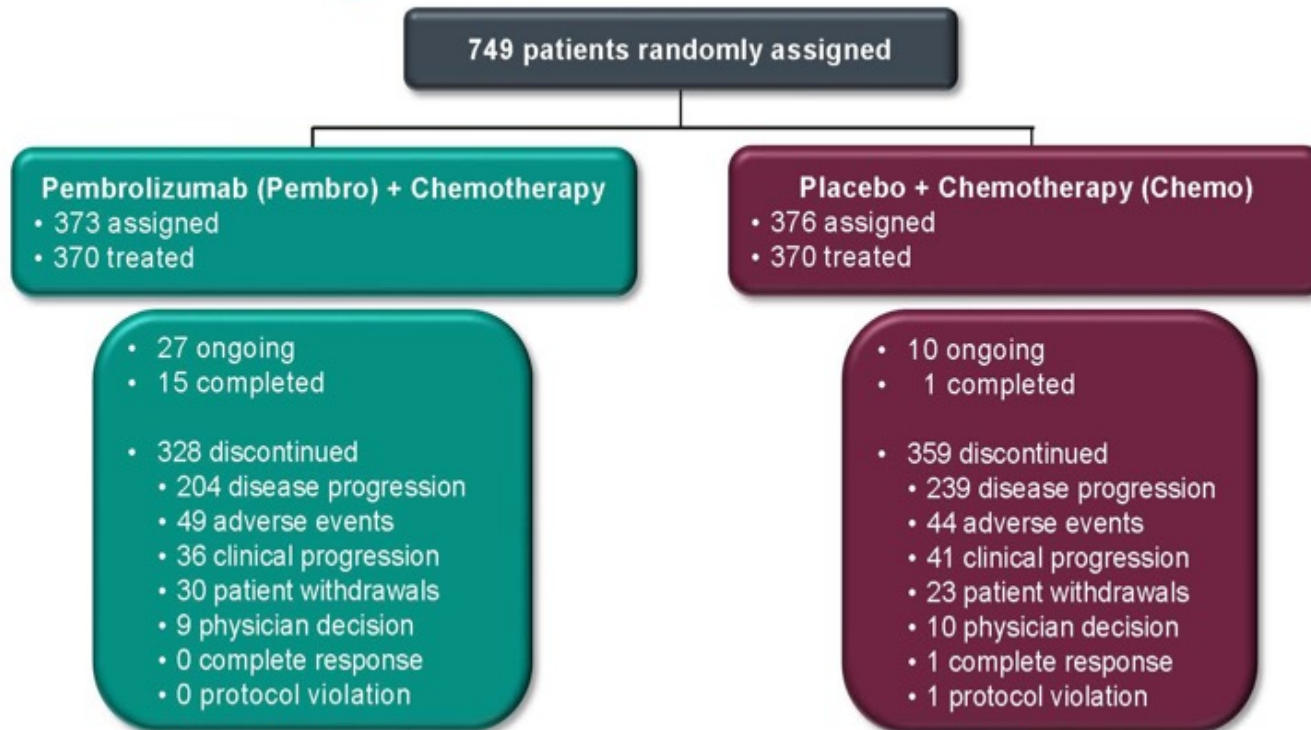 749 patients randomly assigned
Pembrolizumab (Pembro) + Chemotherapy
• 373 assigned
• 370 treated
Placebo + Chemotherapy (Chemo)
• 376 assigned
• 370 treated
• 27 ongoing
• 15 completed
• 328 discontinued
• 204 disease progression
• 49 adverse events
• 36 clinical progression
• 30 patient withdrawals
• 9 physician decision
• 0 complete response
• 0 protocol violation
• 10 ongoing
• 1 completed
• 359 discontinued
• 239 disease progression
• 44 adverse events
• 41 clinical progression
• 23 patient withdrawals
• 10 physician decision
• 1 complete response
• 1 protocol violation